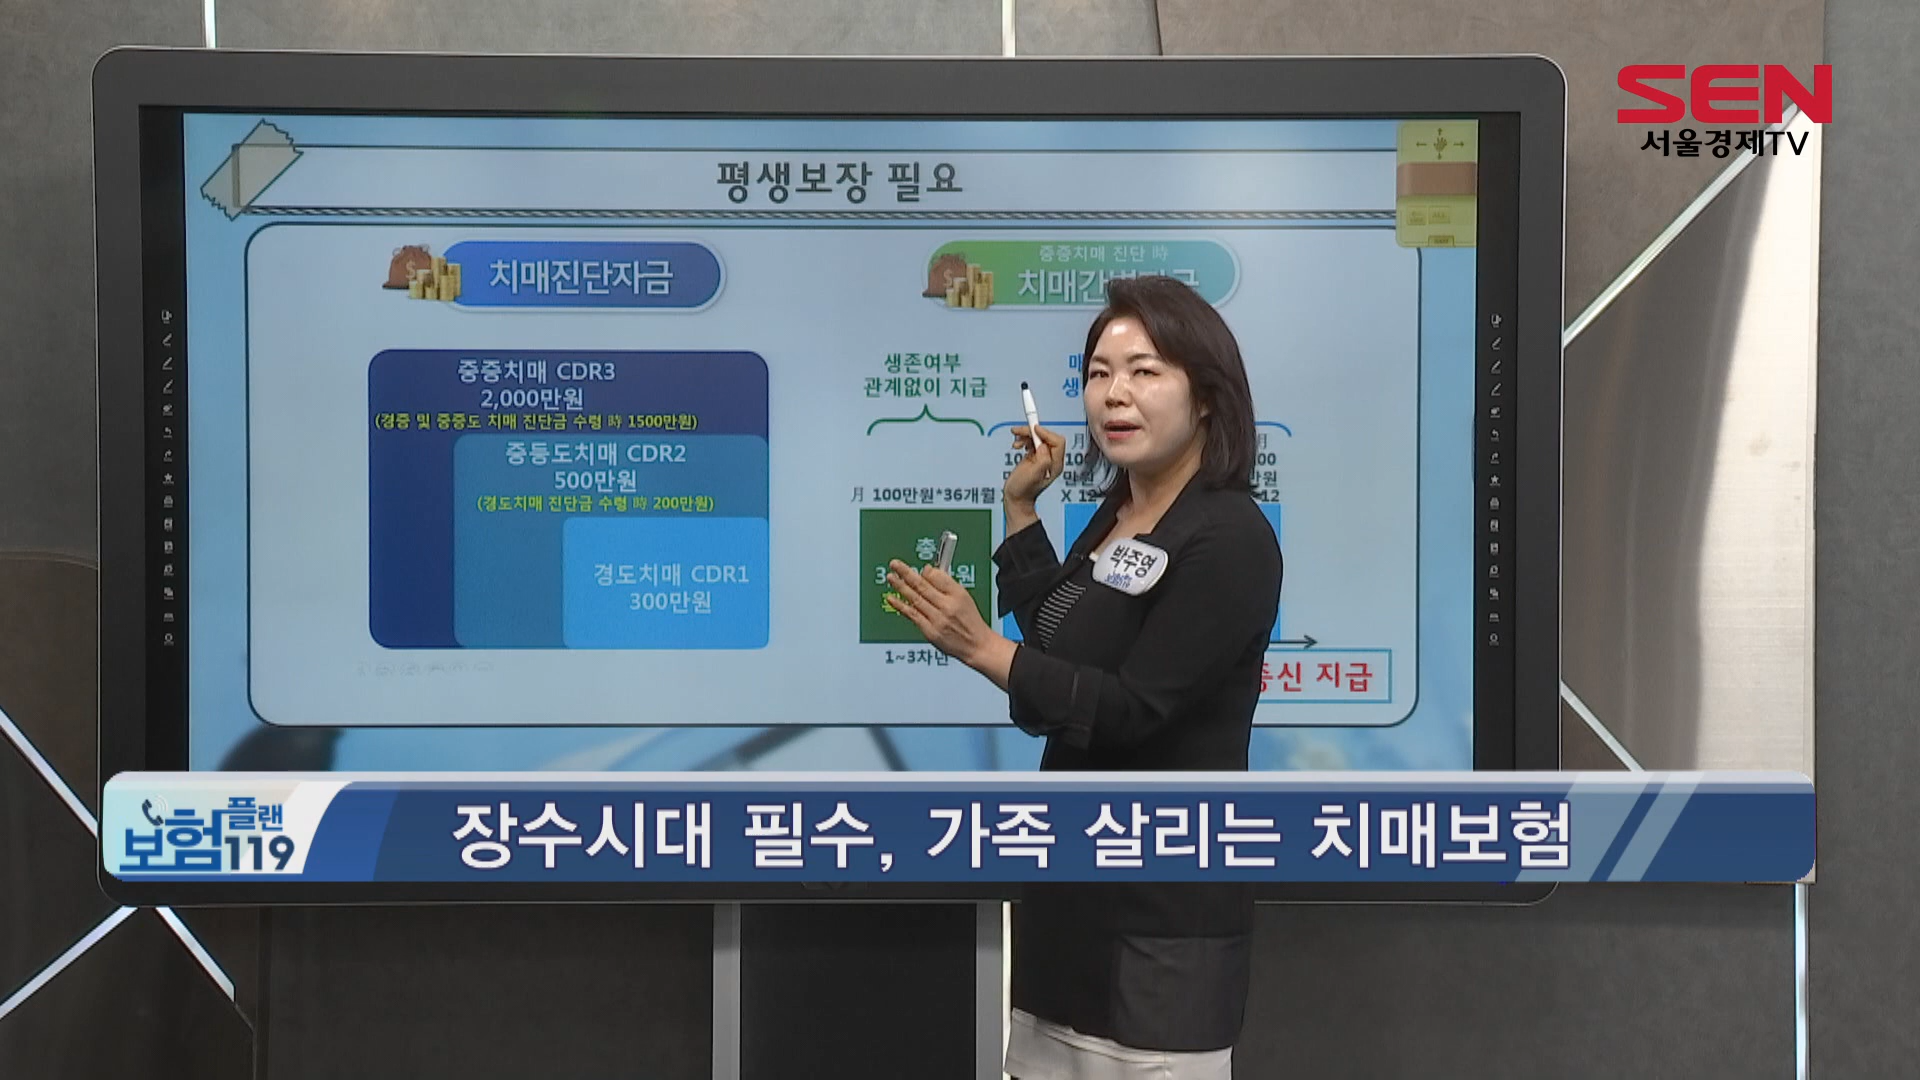 SEN
서울경제TV
평생보장 필요
치매진단자금
중증치매 진단 時
중증치매 CDR3
2,000만원
(경증 및 중증도 치매 진단금 수령 時 1500만원)
중등도치매 CDR2
500만원
(경도치매 진단금 수령 時 200만원)
경도치매 CDR1
300만원
생존여부
관계없이 지급
月 100만원*36개월
만원
X 12
1~3차년
지급
박주영
보험플랜119
장수시대 필수, 가족 살리는 치매보험